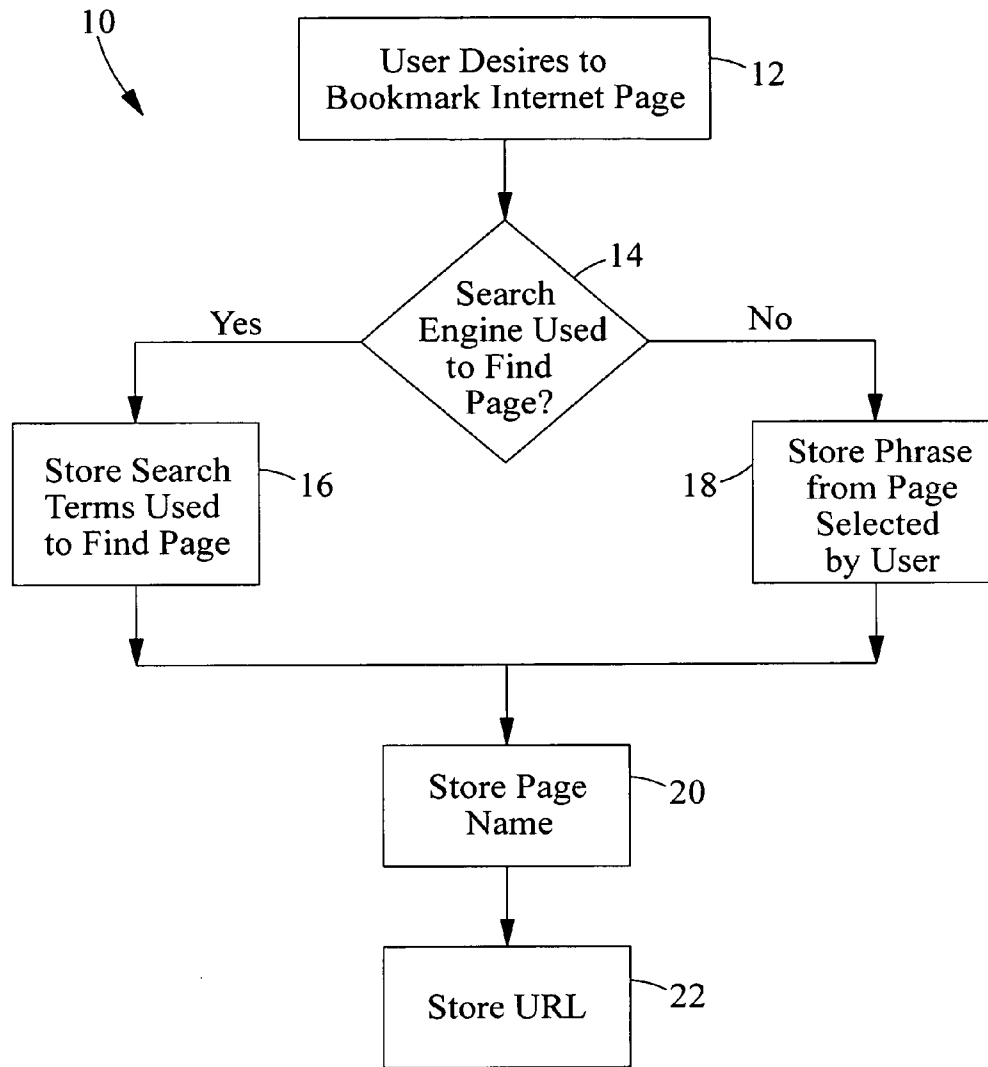 10
User Desires to
Bookmark Internet Page
12
14
Search
Engine Used
to Find
Page?
Yes
No
Store Search
Terms Used
to Find Page
16
18
Store Phrase
from Page
Selected
by User
Store Page
Name
20
Store URL
22